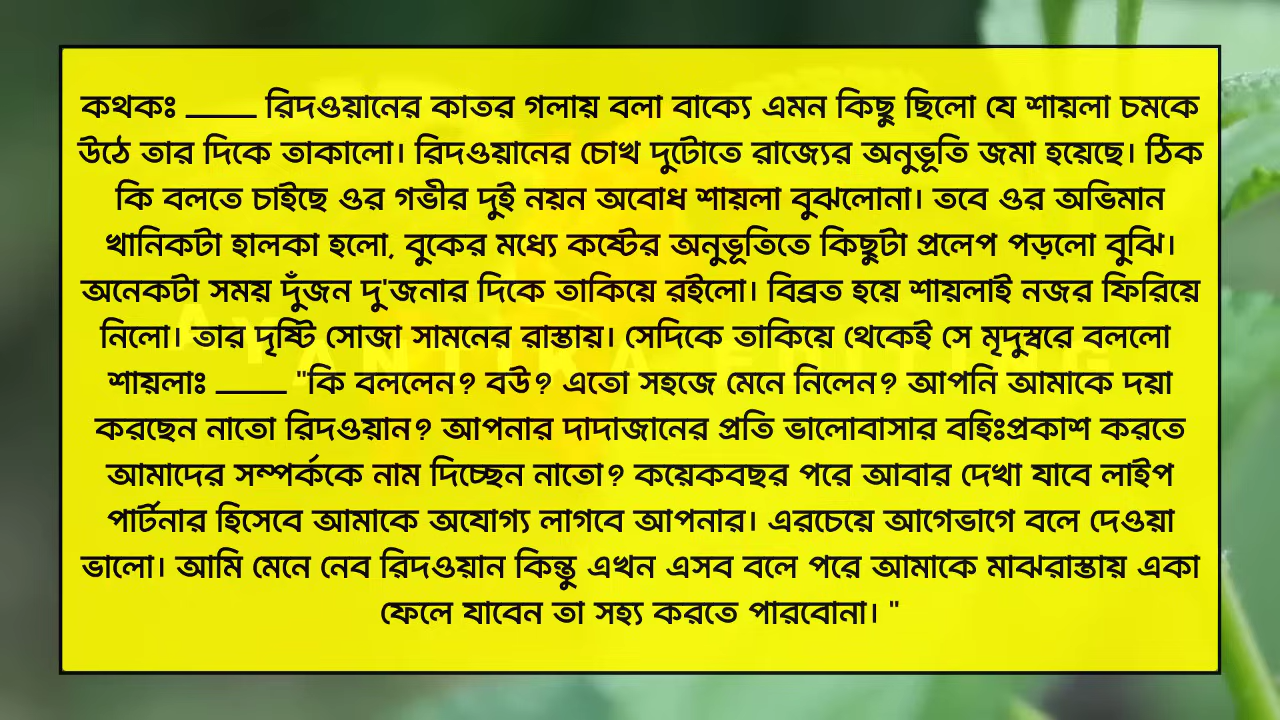 কথকঃ _____ রিদওয়ানের কাতর গলায় বলা বাক্যে এমন কিছু ছিলো যে শায়লা চমকে
উঠে তার দিকে তাকালো। রিদওয়ানের চোখ দুটোতে রাজ্যের অনুভূতি জমা হয়েছে। ঠিক
কি বলতে চাইছে ওর গভীর দুই নয়ন অবোধ শায়লা বুঝলোনা। তবে ওর অভিমান
খানিকটা হালকা হলো, বুকের মধ্যে কষ্টের অনুভূতিতে কিছুটা প্রলেপ পড়লো বুঝি।
অনেকটা সময় দুঁজন দু'জনার দিকে তাকিয়ে রইলো। বিব্রত হয়ে শায়লাই নজর ফিরিয়ে
নিলো। তার দৃষ্টি সোজা সামনের রাস্তায়। সেদিকে তাকিয়ে থেকেই সে মৃদুস্বরে বললো
শায়লাঃ _____ "কি বললেন? বউ? এতো সহজে মেনে নিলেন? আপনি আমাকে দয়া
করছেন নাতো রিদওয়ান? আপনার দাদাজানের প্রতি ভালোবাসার বহিঃপ্রকাশ করতে
আমাদের সম্পর্ককে নাম দিচ্ছেন নাতো? কয়েকবছর পরে আবার দেখা যাবে লাইপ
পার্টনার হিসেবে আমাকে অযোগ্য লাগবে আপনার। এরচেয়ে আগেভাগে বলে দেওয়া
ভালো। আমি মেনে নেব রিদওয়ান কিন্তু এখন এসব বলে পরে আমাকে মাঝরাস্তায় একা
ফেলে যাবেন তা সহ্য করতে পারবোনা। "